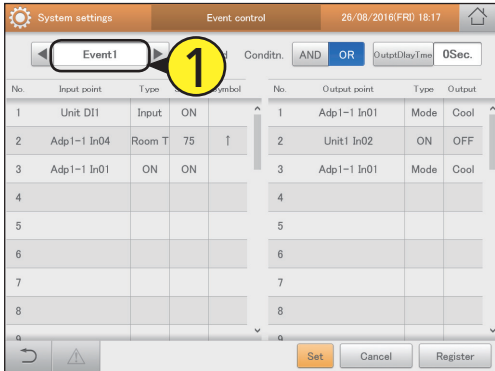 System settings Event control 26/08/2016(FRI) 18:17
Event1 1 Conditn. AND OR OutptDlayTme 0Sec.
No. Input point Type Symbol No. Output point Type Output
1 Unit DI1 Input ON 1 Adp1-1 In01 Mode Cool
2 Adp1-1 In04 Room T 75 ↑ 2 Unit1 In02 ON OFF
3 Adp1-1 In01 ON ON 3 Adp1-1 In01 Mode Cool
4 4
5 5
6 6
7 7
8 8
9 9
Set Cancel Register